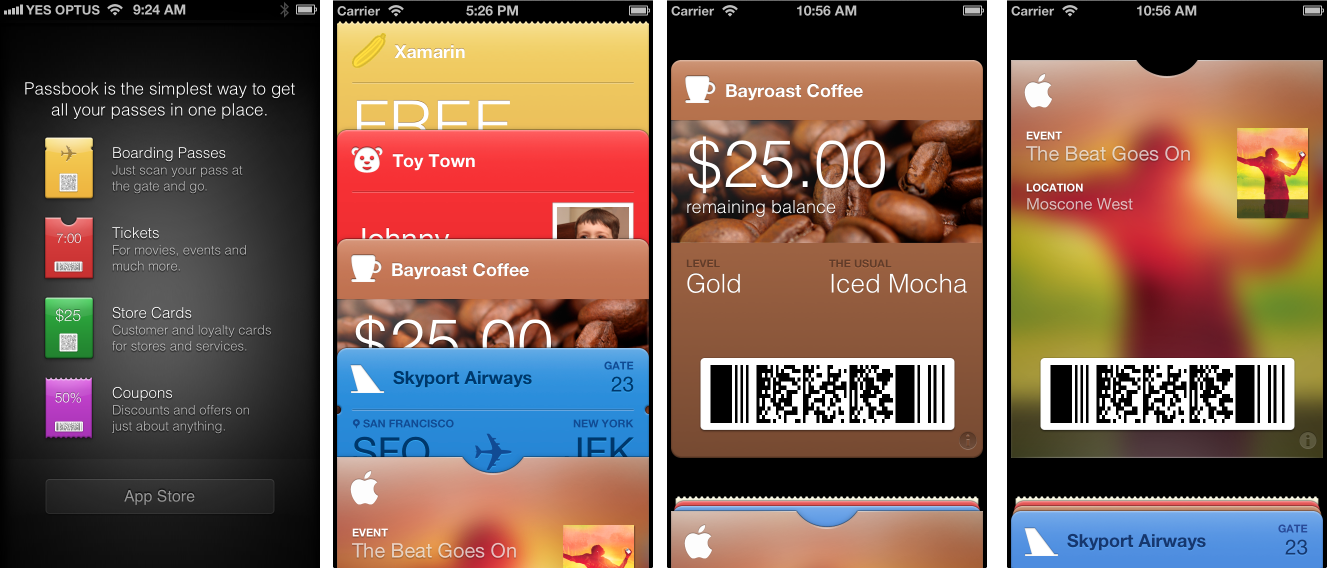 YES OPTUS 9:24 AM
Passbook is the simplest way to get
all your passes in one place.
Boarding Passes
Just scan your pass at
the gate and go.
7:00
Tickets
For movies, events and
much more.
$25
Store Cards
Customer and loyalty cards
for stores and services.
50%
Coupons
Discounts and offers on
just about anything.
App Store
Carrier 5:26 PM
Xamarin
FREE
Toy Town
Johnny
Bayroast Coffee
$25.00
Skyport Airways
GATE
23
SAN FRANCISCO NEW YORK
SFO JFK
EVENT
The Beat Goes On
Carrier 10:56 AM
Bayroast Coffee
$25.00
remaining balance
LEVEL THE USUAL
Gold Iced Mocha
Carrier 10:56 AM
EVENT
The Beat Goes On
LOCATION
Moscone West
Skyport Airways
GATE
23